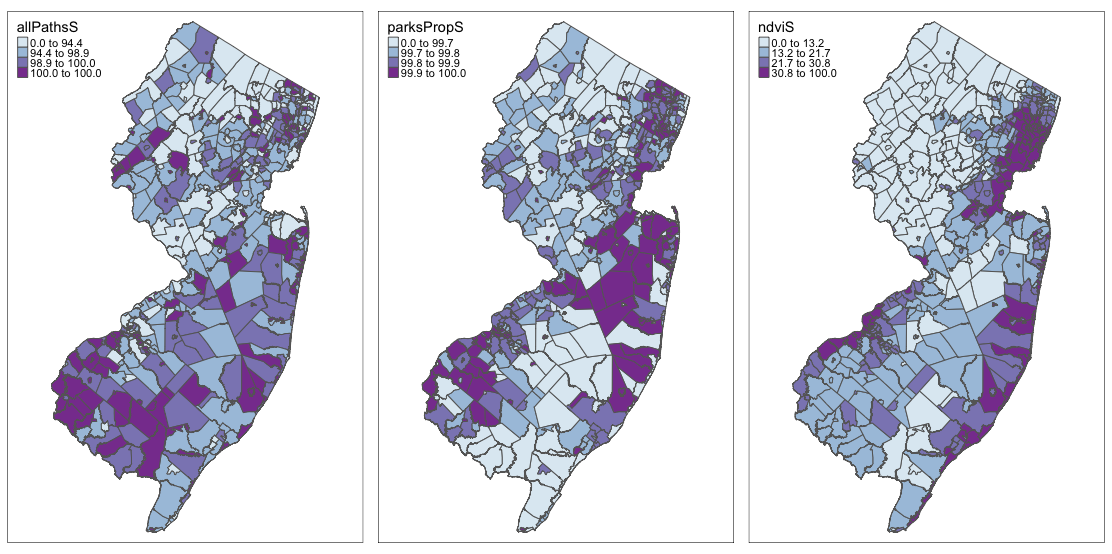 allPathsS
0.0 to 94.4
94.4 to 98.9
98.9 to 100.0
100.0 to 100.0
parksPropS
0.0 to 99.7
99.7 to 99.8
99.8 to 99.9
99.9 to 100.0
ndviS
0.0 to 13.2
13.2 to 21.7
21.7 to 30.8
30.8 to 100.0